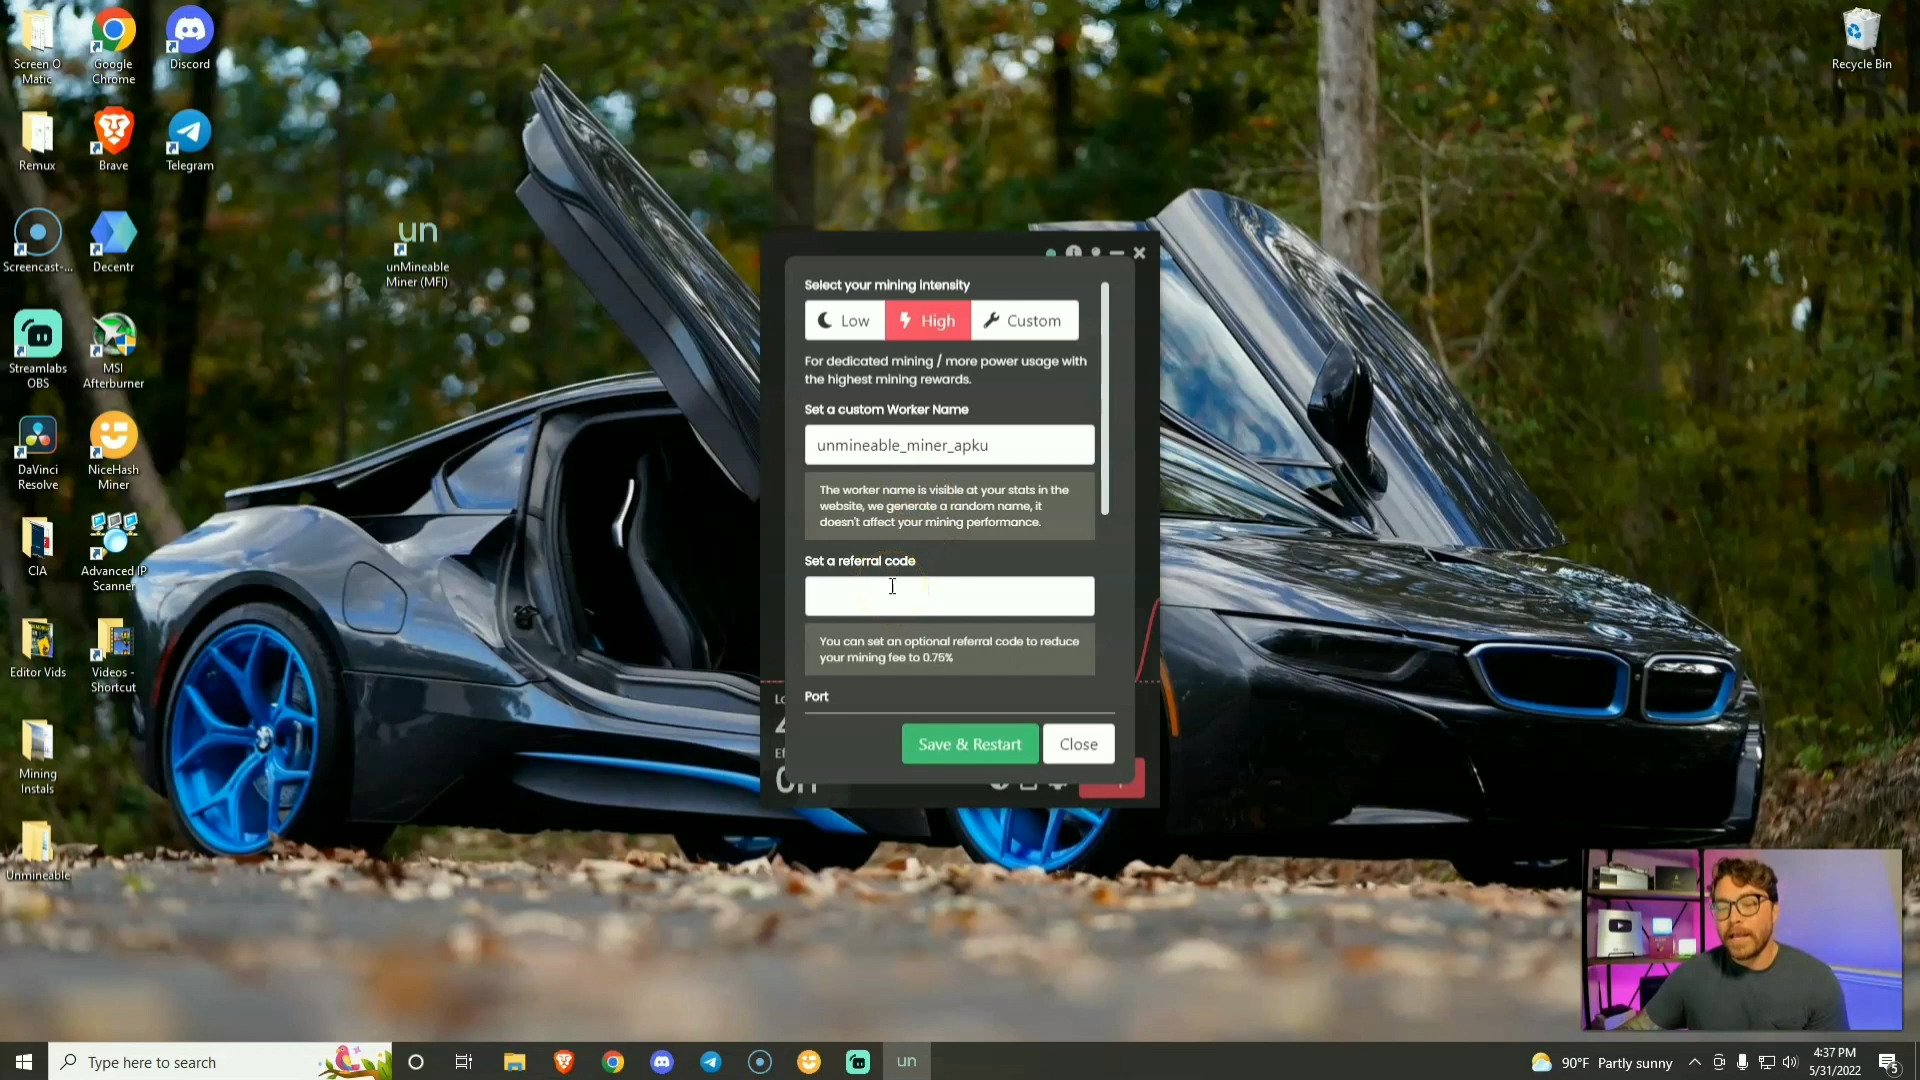 Screen O
Matic
Google
Chrome
Discord
Recycle Bin
Remux
Brave
Telegram
un
unMineable
Miner (MFI)
Screencast-...
Decentr
Streamlabs
OBS
MSI
Afterburner
DaVinci
Resolve
NiceHash
Miner
CIA
Advanced IP
Scanner
Editor Vids
Videos -
Shortcut
Mining
Instals
Unmineable
Select your mining intensity
Low
High
Custom
For dedicated mining / more power usage with
the highest mining rewards.
Set a custom Worker Name
unmineable_miner_apku
The worker name is visible at your stats in the
website, we generate a random name, it
doesn't affect your mining performance.
Set a referral code
You can set an optional referral code to reduce
your mining fee to 0.75%
Port
Save & Restart
Close
Type here to search
un
90°F Partly sunny
4:37 PM
5/31/2022
5